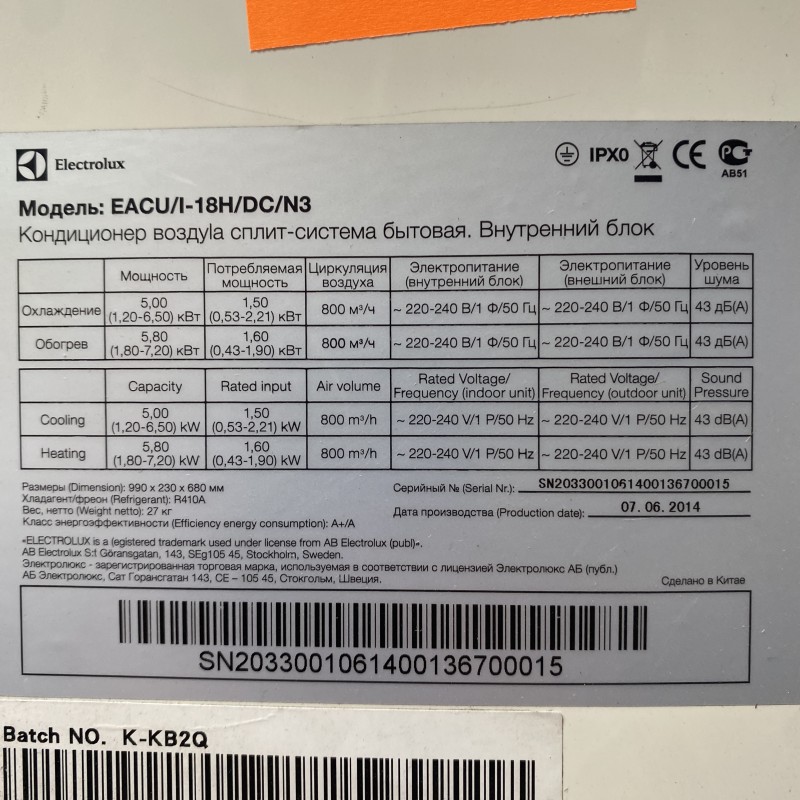 Electrolux
IPX0
AB51
Модель: EACU/I-18H/DC/N3
Кондиционер воздуla сплит-система бытовая. Внутренний блок
Мощность Потребляемая мощность Циркуляция воздуха Электропитание (внутренний блок) Электропитание (внешний блок) Уровень шума
Охлаждение 5,00 (1,20-6,50) кВт 1,50 (0,53-2,21) кВт 800 м³/ч ~ 220-240 В/1 Ф/50 Гц ~ 220-240 В/1 Ф/50 Гц 43 дБ(А)
Обогрев 5,80 (1,80-7,20) кВт 1,60 (0,43-1,90) кВт 800 м³/ч ~ 220-240 В/1 Ф/50 Гц ~ 220-240 В/1 Ф/50 Гц 43 дБ(А)
Capacity Rated input Air volume Rated Voltage/ Frequency (indoor unit) Rated Voltage/ Frequency (outdoor unit) Sound Pressure
Cooling 5,00 (1,20-6,50) kW 1,50 (0,53-2,21) kW 800 m³/h ~ 220-240 V/1 P/50 Hz ~ 220-240 V/1 P/50 Hz 43 dB(A)
Heating 5,80 (1,80-7,20) kW 1,60 (0,43-1,90) kW 800 m³/h ~ 220-240 V/1 P/50 Hz ~ 220-240 V/1 P/50 Hz 43 dB(A)
Размеры (Dimension): 990 x 230 x 680 мм
Хладагент/фреон (Refrigerant): R410A
Вес, нетто (Weight netto): 27 кг
Класс энергоэффективности (Efficiency energy consumption): A+/A
Серийный № (Serial Nr.): SN2033001061400136700015
Дата производства (Production date): 07. 06. 2014
«ELECTROLUX is a (egistered trademark used under license from AB Electrolux (publ)».
AB Electrolux S:t Göransgatan, 143, SEg105 45, Stockholm, Sweden.
Электролюкс - зарегистрированная торговая марка, используемая в соответствии с лицензией Электролюкс АБ (публ.)
АБ Электролюкс, Сат Горансгатан 143, СЕ – 105 45, Стокгольм, Швеция.
Сделано в Китае
SN2033001061400136700015
Batch NO. K-KB2Q